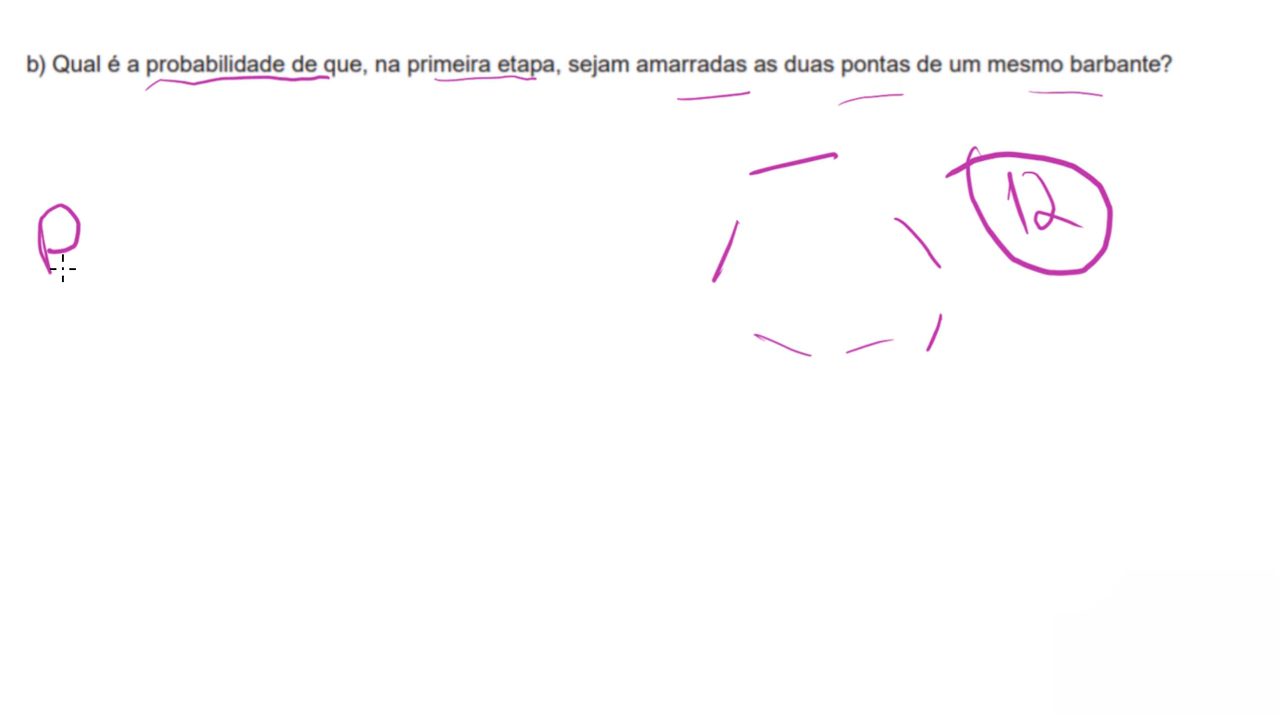 b) Qual é a probabilidade de que, na primeira etapa, sejam amarradas as duas pontas de um mesmo barbante?
12
P